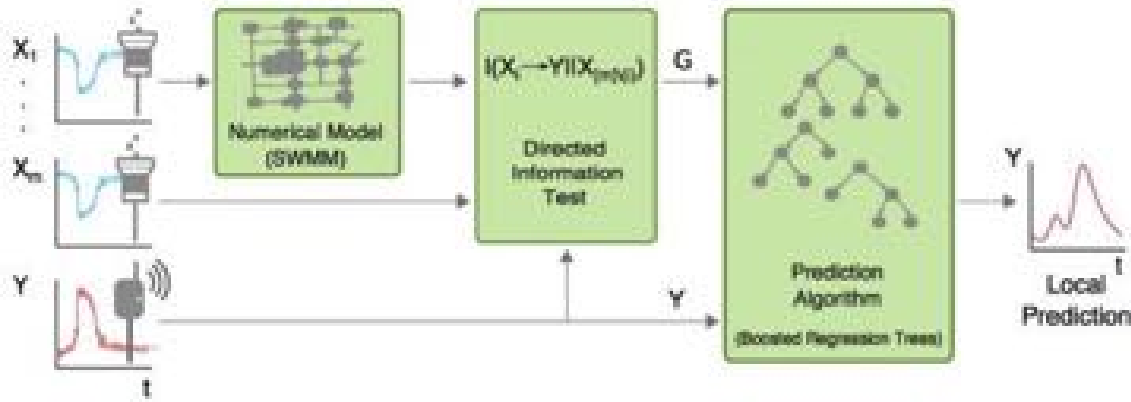 X₁
Numerical Model
(SWMM)
Directed
Information
Test
G
Xₘ
Y
t
Y
Prediction
Algorithm
(Boosted Regression Trees)
Y
t
Local
Prediction